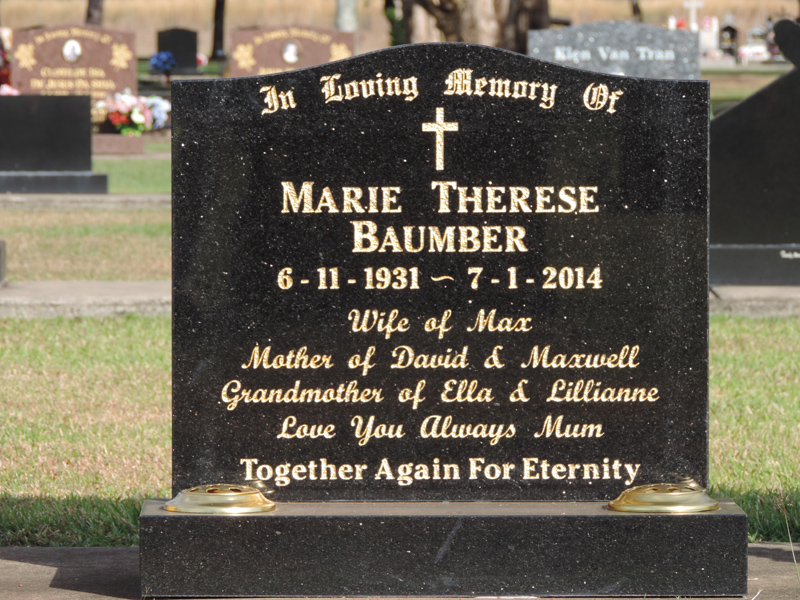 Kien Van Tran
In Loving Memory Of
MARIE THERESE
BAUMBER
6-11-1931 ~ 7-1-2014
Wife of Max
Mother of David & Maxwell
Grandmother of Ella & Lillianne
Love You Always Mum
Together Again For Eternity